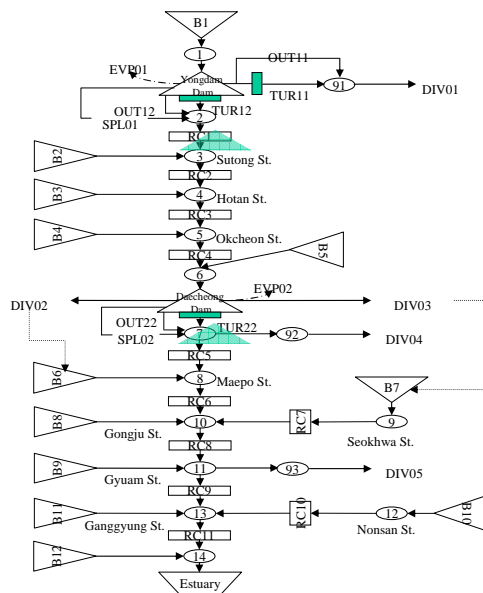 B1
1
OUT11
EVP01
Yongdam Dam
91
DIV01
TUR11
OUT12
TUR12
SPL01
2
RC1
B2
3
Sutong St.
RC2
B3
4
Hotan St.
RC3
B4
5
Okcheon St.
B5
RC4
6
EVP02
Daecheong Dam
DIV02
DIV03
OUT22
TUR22
SPL02
7
92
DIV04
RC5
B6
8
Maepo St.
B7
RC6
B8
10
RC7
9
Gongju St.
Seokhwa St.
RC8
B9
11
93
DIV05
Gyuam St.
RC9
B11
13
RC10
12
B10
Ganggyung St.
Nonsan St.
RC11
B12
14
Estuary